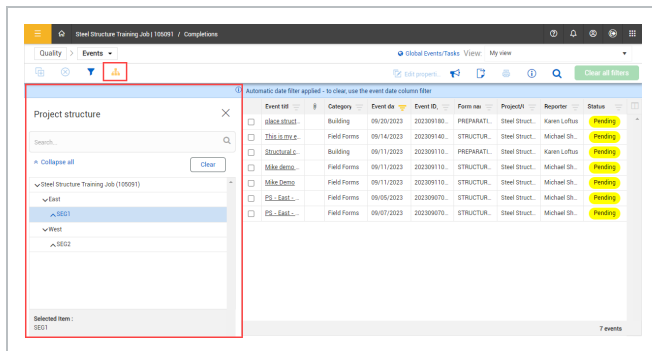 Steel Structure Training Job | 105091 / Completions
Quality > Events
Global Events/Tasks View: My view
Edit properti.. Clear all filters
Automatic date filter applied - to clear, use the event date column filter
Project structure
Search...
Collapse all Clear
Steel Structure Training Job (105091)
East
SEG1
West
SEG2
Selected Item :
SEG1
Event titl Category Event da Event ID, Form nai Project/I Reporter Status
place struct... Building 09/20/2023 202309180... PREPARATI... Steel Struct... Karen Loftus Pending
This is my e... Field Forms 09/14/2023 202309140... STRUCTUR... Steel Struct... Michael Sh... Pending
Structural c... Building 09/11/2023 202309110... PREPARATI... Steel Struct... Karen Loftus Pending
Mike demo ... Field Forms 09/11/2023 202309110... STRUCTUR... Steel Struct... Michael Sh... Pending
Mike Demo Field Forms 09/11/2023 202309110... STRUCTUR... Steel Struct... Michael Sh... Pending
PS - East - ... Field Forms 09/05/2023 202309070... STRUCTUR... Steel Struct... Michael Sh... Pending
PS - East - ... Field Forms 09/07/2023 202309070... STRUCTUR... Steel Struct... Michael Sh... Pending
7 events